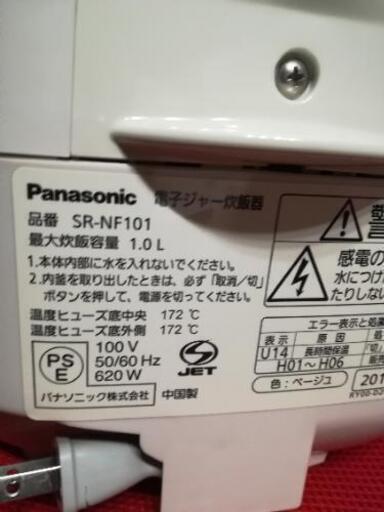 Panasonic 電子ジャー炊飯器
品番 SR-NF101
最大炊飯容量 1.0 L
1.本体内部に水を入れないでください。
2.内釜を取り出したときは、必ず「取消/切」
ボタンを押して、電源を切ってください。
温度ヒューズ底中央 172℃
温度ヒューズ底外側 172℃
PS
E
100 V
50/60 Hz
620 W
JET
パナソニック株式会社 中国製
警
感電の
水につけ
たりしない
エラー表示と処
表示 原因
U14 長時間保温
H01〜H06
色:ベージュ
201